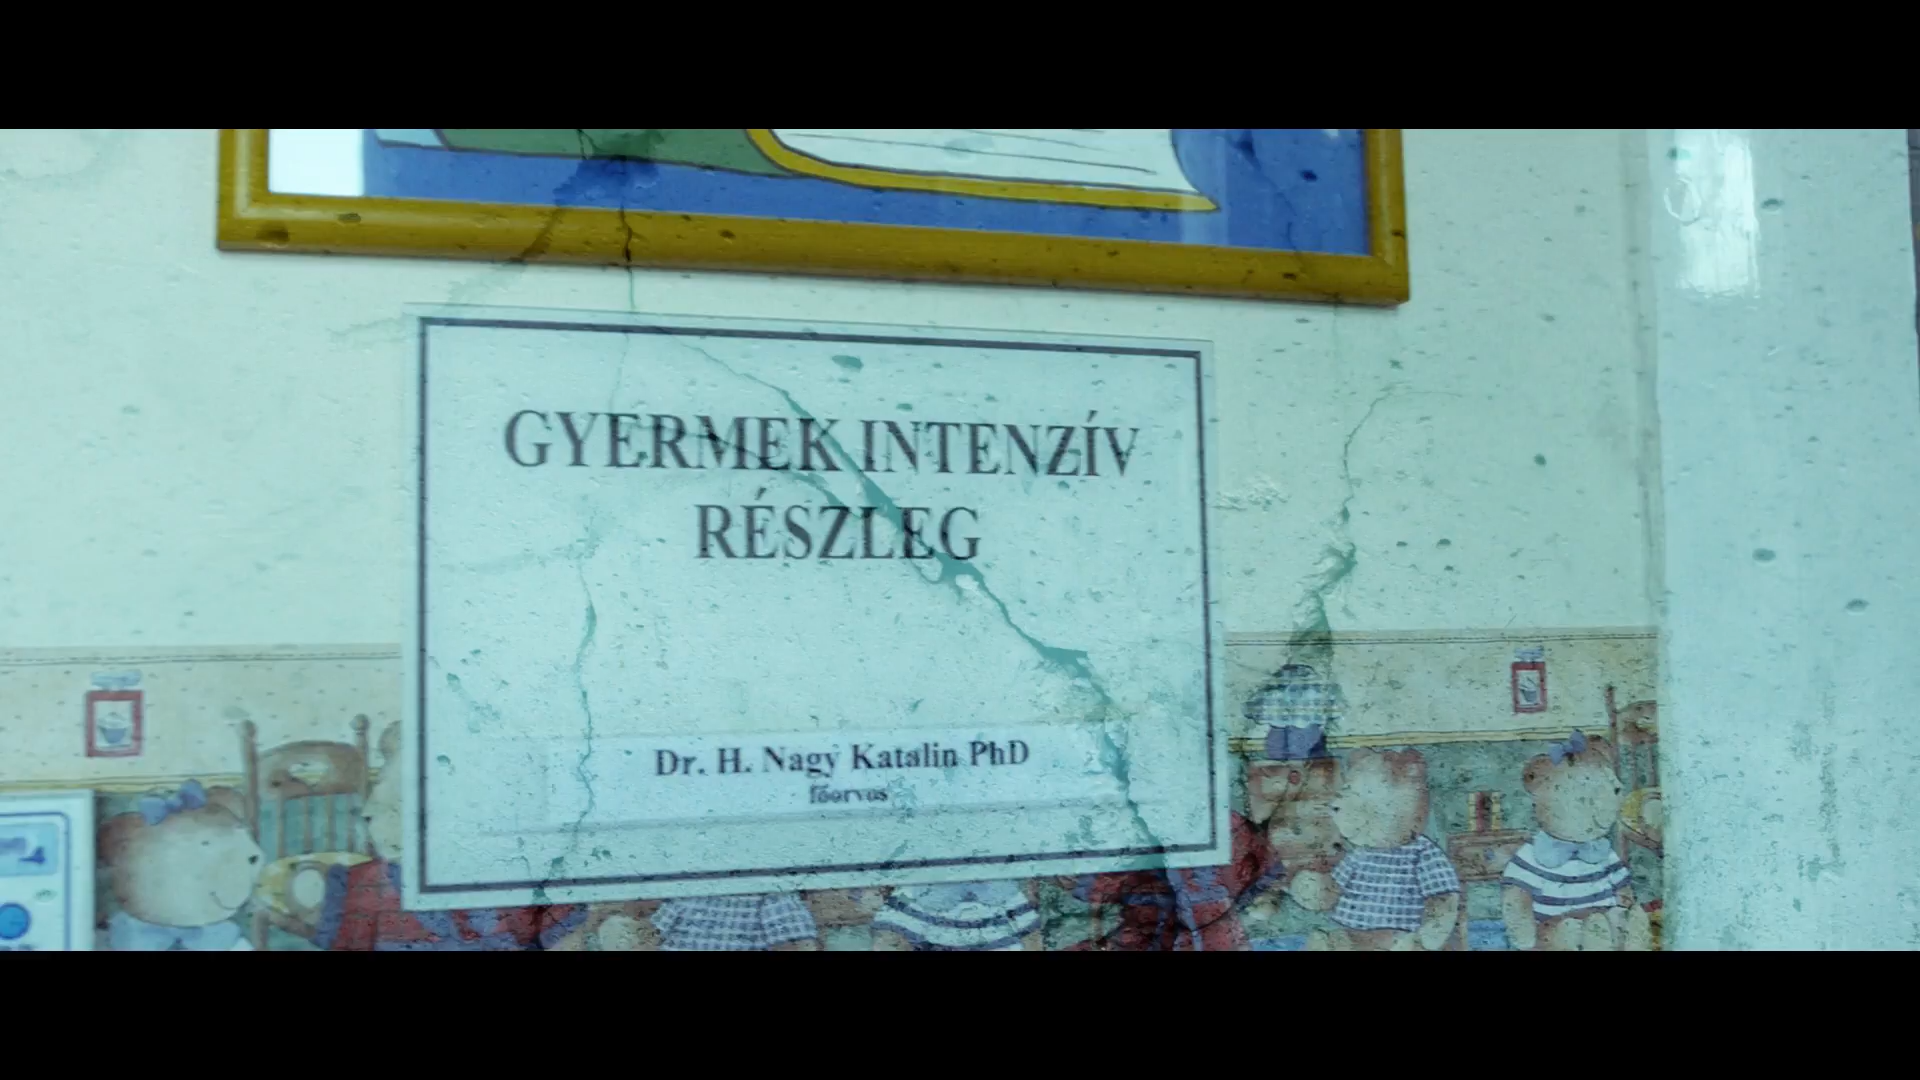 GYERMEK INTENZÍV
RÉSZLEG
Dr. H. Nagy Katalin PhD
főorvos